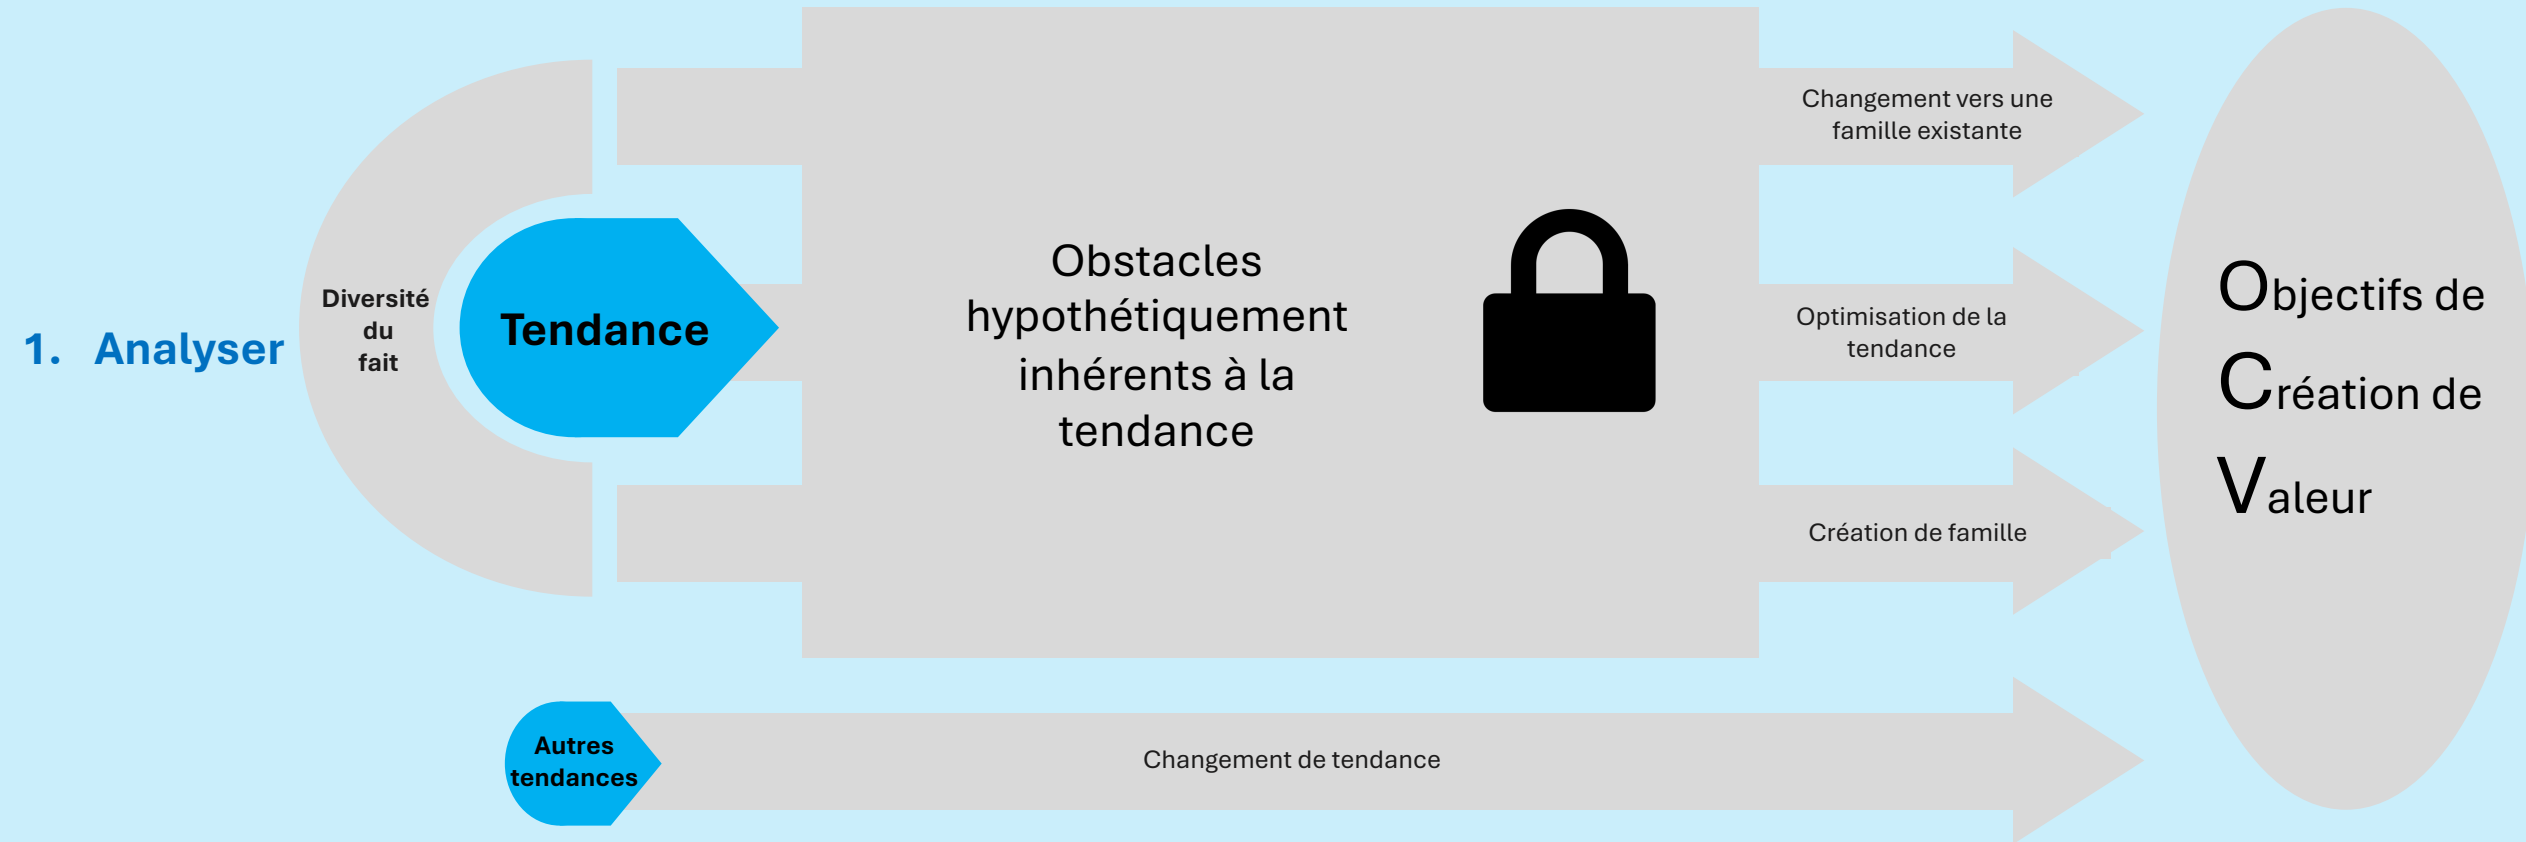 1. Analyser
Diversité
du
fait
Tendance
Obstacles
hypothétiquement
inhérents à la
tendance
Changement vers une
famille existante
Optimisation de la
tendance
Création de famille
Autres
tendances
Changement de tendance
Objectifs de
Création de
Valeur